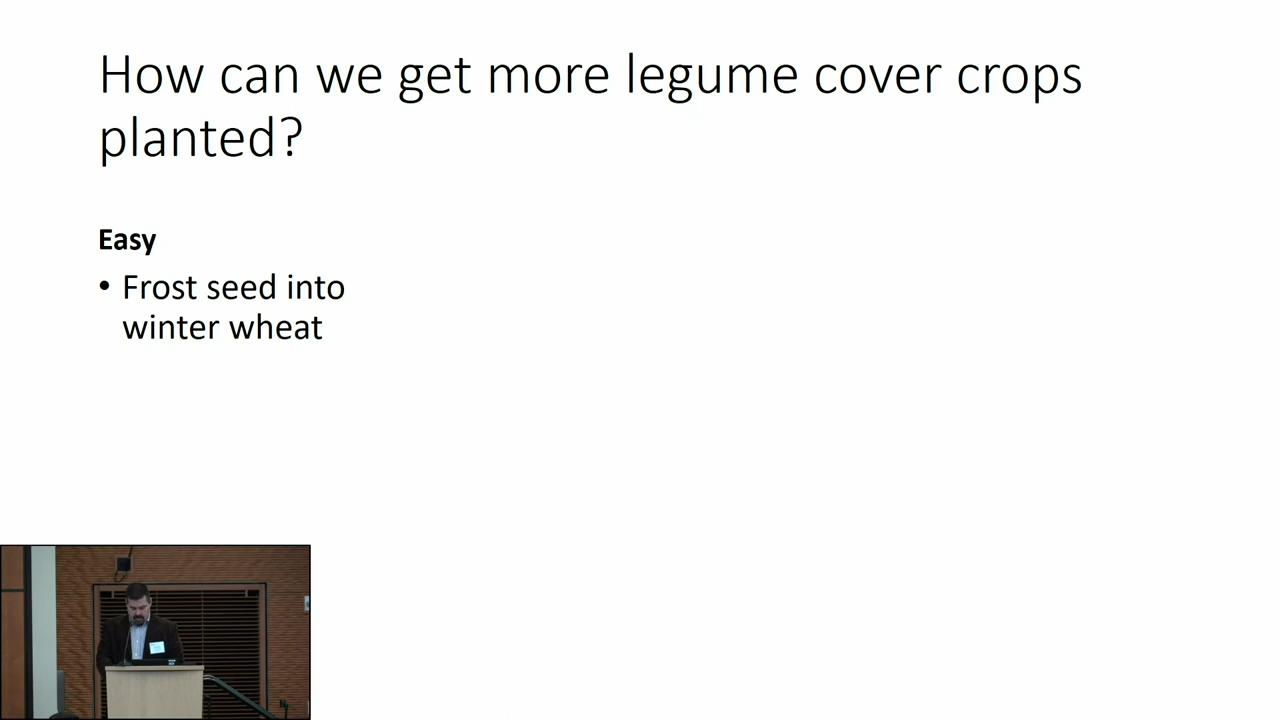 How can we get more legume cover crops
planted?
Easy
• Frost seed into
winter wheat